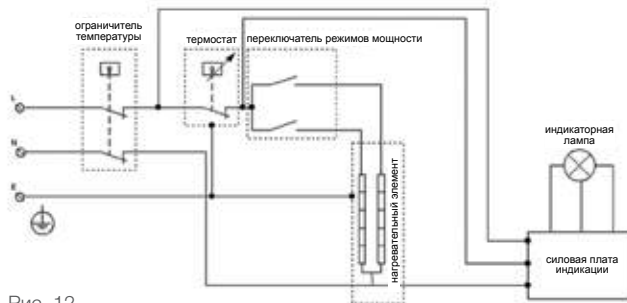 ограничитель
температуры
термостат
переключатель режимов мощности
L
N
E
нагревательный элемент
индикаторная
лампа
силовая плата
индикации
Рис. 12